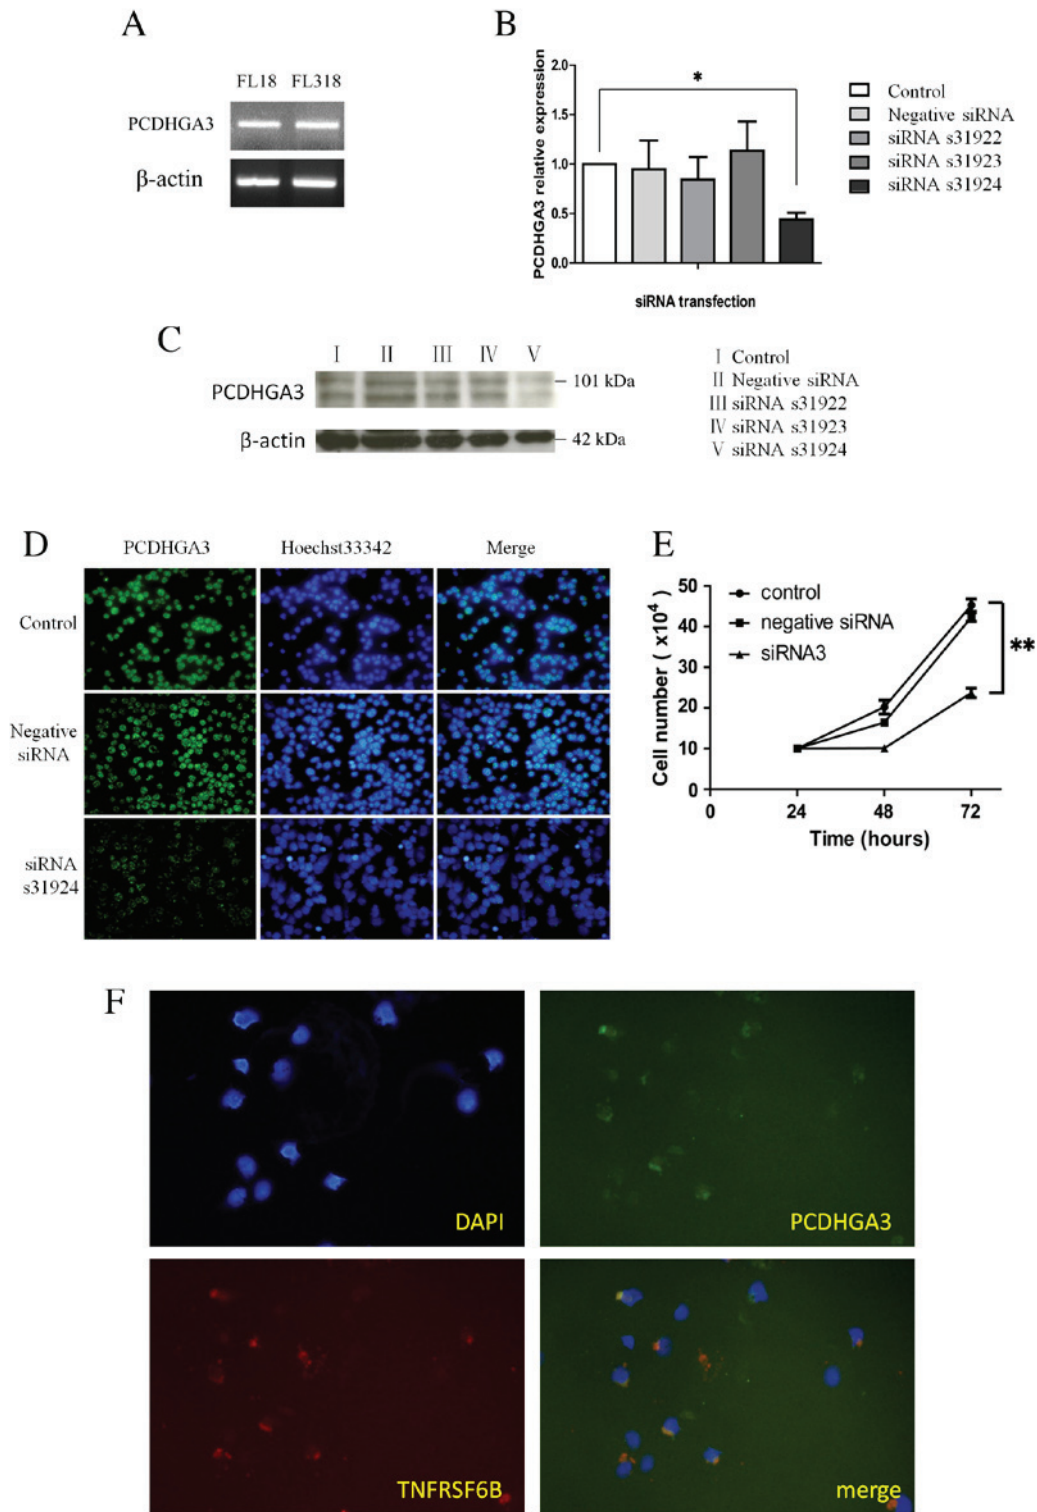 A
FL18 FL318
PCDHGA3
β-actin
B
PCDHGA3 relative expression
2.0
1.5
1.0
0.5
0.0
*
siRNA transfection
Control
Negative siRNA
siRNA s31922
siRNA s31923
siRNA s31924
C
I II III IV V
PCDHGA3
101 kDa
β-actin
42 kDa
I Control
II Negative siRNA
III siRNA s31922
IV siRNA s31923
V siRNA s31924
D
PCDHGA3 Hoechst33342 Merge
Control
Negative
siRNA
siRNA
s31924
E
Cell number ( x10⁴)
50
40
30
20
10
0
0 24 48 72
Time (hours)
control
negative siRNA
siRNA3
**
F
DAPI
PCDHGA3
TNFRSF6B
merge